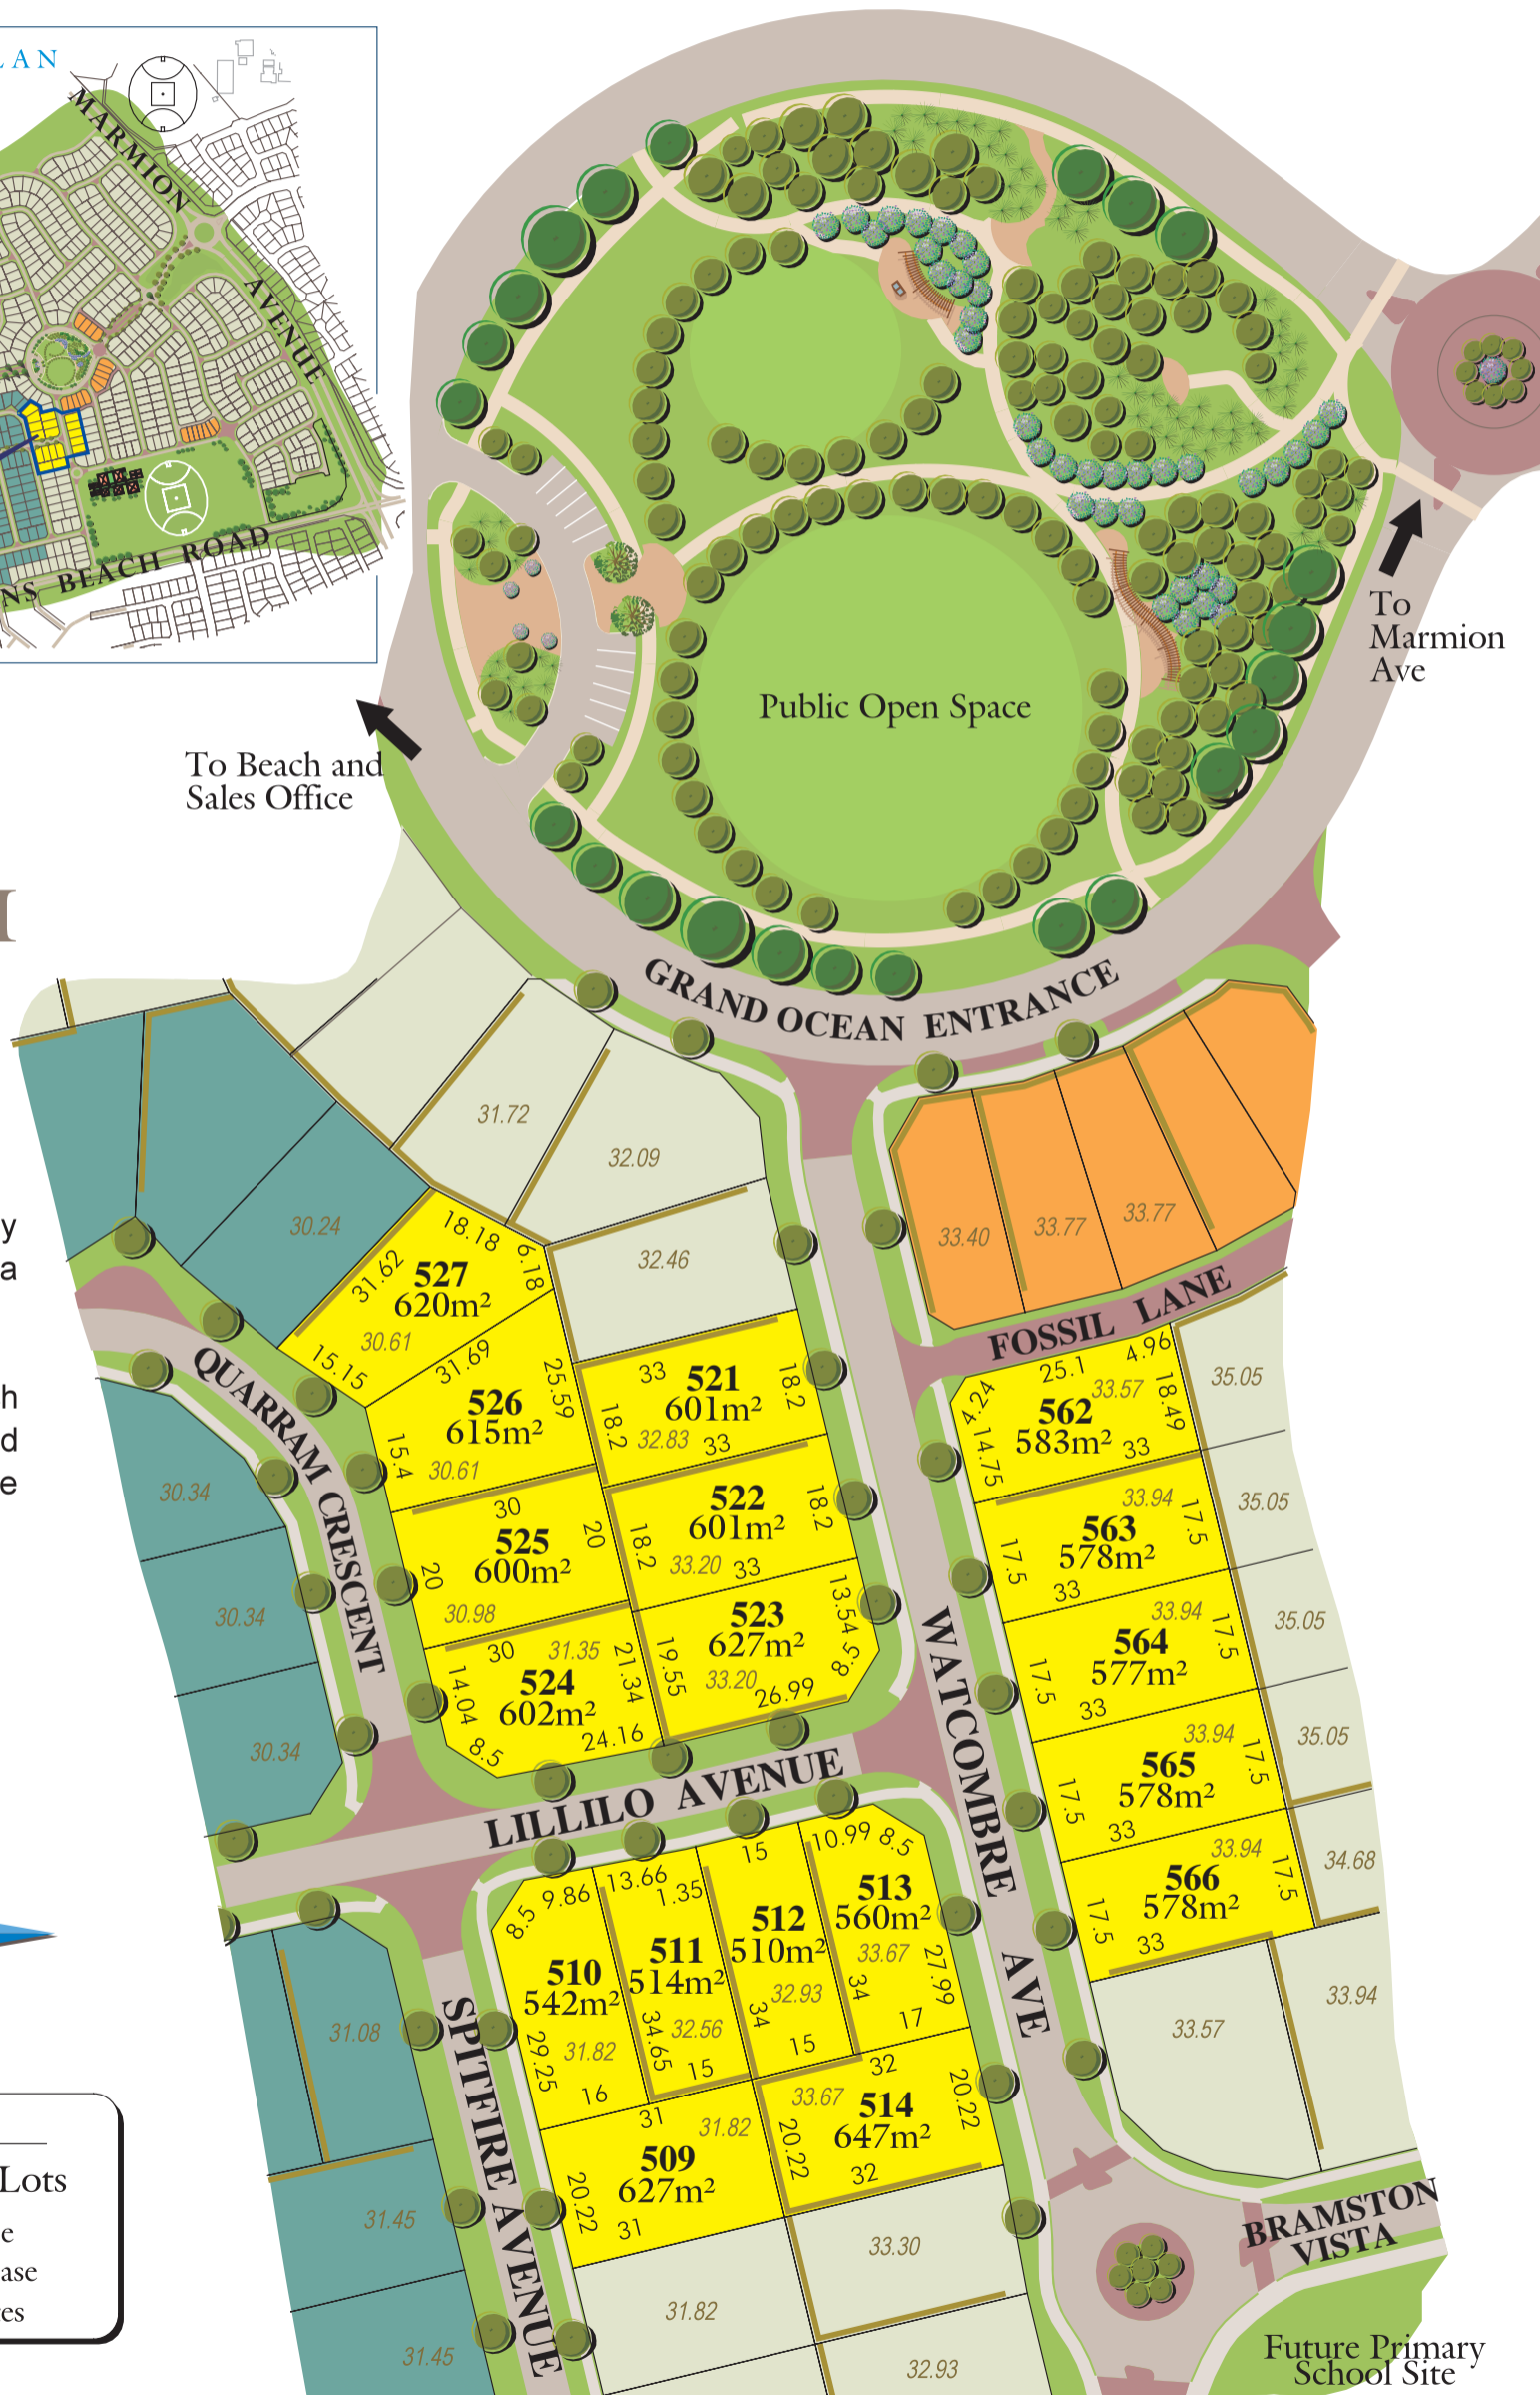 LAN
MARMION
AVENUE
NS BEACH ROAD
To
Marmion
Ave
Public Open Space
To Beach and
Sales Office
GRAND OCEAN ENTRANCE
31.72
32.09
30.24
32.46
33.40
33.77
33.77
y
a
h
d
e
18.18
6.18
31.62
527
620m²
30.61
15.15
QUARRAM CRESCENT
31.69
25.59
526
615m²
15.4
30.61
33
521
601m²
18.2
18.2
32.83
33
522
601m²
18.2
18.2
33.20
33
30
525
600m²
20
20
30.98
523
627m²
13.54
5.8
19.55
33.20
26.99
30
31.35
524
602m²
14.04
21.34
8.5
24.16
FOSSIL LANE
25.1
4.96
4.24
33.57
562
583m²
18.49
14.75
33
35.05
33.94
563
578m²
17.5
17.5
33
35.05
33.94
564
577m²
17.5
17.5
33
35.05
33.94
565
578m²
17.5
17.5
33
35.05
33.94
566
578m²
17.5
17.5
33
34.68
30.34
30.34
30.34
LILLILO AVENUE
WATCOMBRE AVE
8.5
9.86
510
542m²
31.82
29.25
16
13.66
1.35
511
514m²
32.56
34.65
15
15
512
510m²
32.93
34
15
10.99
8.5
513
560m²
33.67
34
27.99
17
31
31.82
509
627m²
20.22
31
32
33.67
514
647m²
20.22
20.22
32
33.57
33.94
31.08
31.45
31.45
SPITFIRE AVENUE
31.82
33.30
32.93
BRAMSTON
VISTA
Future Primary
School Site
Lots
e
ase
es